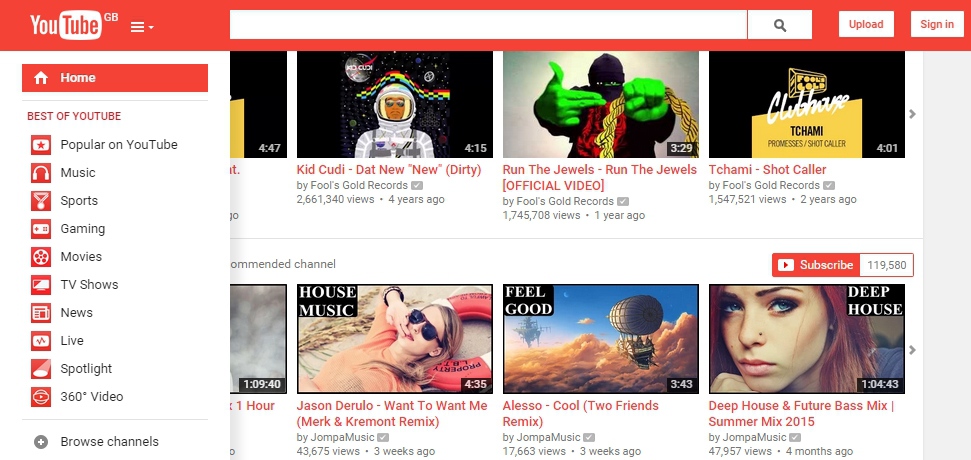 YouTube GB
Upload
Sign in
Home
BEST OF YOUTUBE
Popular on YouTube
Music
Sports
Gaming
Movies
TV Shows
News
Live
Spotlight
360° Video
Browse channels
4:47
4:15
3:29
FOOL'S GOLD
Clubhouse
TCHAMI
PROMESSES / SHOT CALLER
4:01
nt.
go
KID CUDI
Kid Cudi - Dat New "New" (Dirty)
by Fool's Gold Records
2,661,340 views • 4 years ago
Run The Jewels - Run The Jewels
[OFFICIAL VIDEO]
by Fool's Gold Records
1,745,708 views • 1 year ago
Tchami - Shot Caller
by Fool's Gold Records
1,547,521 views • 2 years ago
ommended channel
Subscribe 119,580
1:09:40
HOUSE
MUSIC
PROPERTY
4:35
FEEL
GOOD
3:43
DEEP
HOUSE
1:04:43
x 1 Hour
ago
Jason Derulo - Want To Want Me
(Merk & Kremont Remix)
by JompaMusic
43,675 views • 3 weeks ago
Alesso - Cool (Two Friends
Remix)
by JompaMusic
17,663 views • 3 weeks ago
Deep House & Future Bass Mix |
Summer Mix 2015
by JompaMusic
47,957 views • 4 months ago